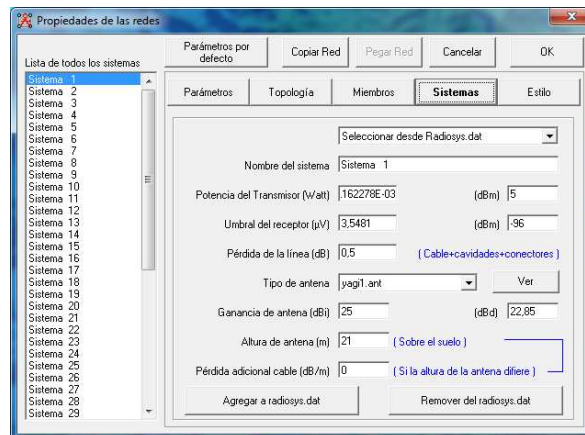 Propiedades de las redes
Parámetros por defecto
Copiar Red
Pegar Red
Cancelar
OK
Lista de todos los sistemas
Sistema 1
Sistema 2
Sistema 3
Sistema 4
Sistema 5
Sistema 6
Sistema 7
Sistema 8
Sistema 9
Sistema 10
Sistema 11
Sistema 12
Sistema 13
Sistema 14
Sistema 15
Sistema 16
Sistema 17
Sistema 18
Sistema 19
Sistema 20
Sistema 21
Sistema 22
Sistema 23
Sistema 24
Sistema 25
Sistema 26
Sistema 27
Sistema 28
Sistema 29
Parámetros
Topología
Miembros
Sistemas
Estilo
Seleccionar desde Radiosys.dat
Nombre del sistema Sistema 1
Potencia del Transmisor (Watt) .162278E-03 (dBm) 5
Umbral del receptor (µV) 3,5481 (dBm) -96
Pérdida de la línea (dB) 0,5 ( Cable+cavidades+conectores )
Tipo de antena yagi1.ant Ver
Ganancia de antena (dBi) 25 (dBd) 22,85
Altura de antena (m) 21 ( Sobre el suelo )
Pérdida adicional cable (dB/m) 0 ( Si la altura de la antena difiere )
Agregar a radiosys.dat
Remover del radiosys.dat